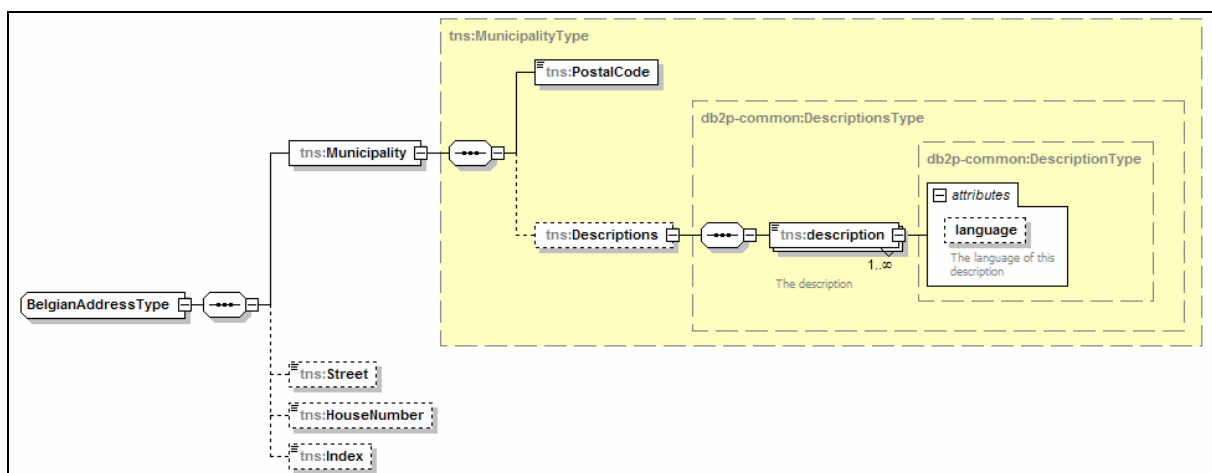 tns:MunicipalityType
tns:PostalCode
db2p-common:DescriptionsType
db2p-common:DescriptionType
tns:Municipality
attributes
tns:Descriptions
tns:description
language
1..∞
The language of this
description
The description
BelgianAddressType
tns:Street
tns:HouseNumber
tns:Index